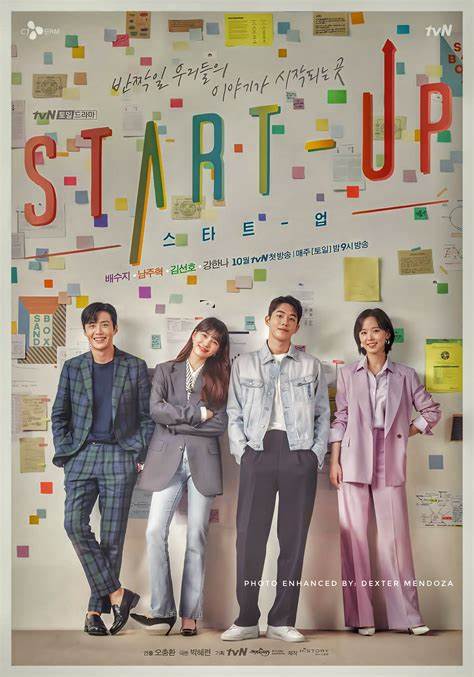 CJ ENM
tvN
반짝일 우리들의
이야기가 시작되는 곳
tvN 토일 드라마
START-UP
스타트-업
배수지 · 남주혁 · 김선호 · 강한나 10월 tvN 첫방송 | 매주 [토일] 밤 9시 방송
SAND
BOX
PHOTO ENHANCED BY: DEXTER MENDOZA
연출 오충환 극본 박혜련 기획 tvN 제작 HISTORY